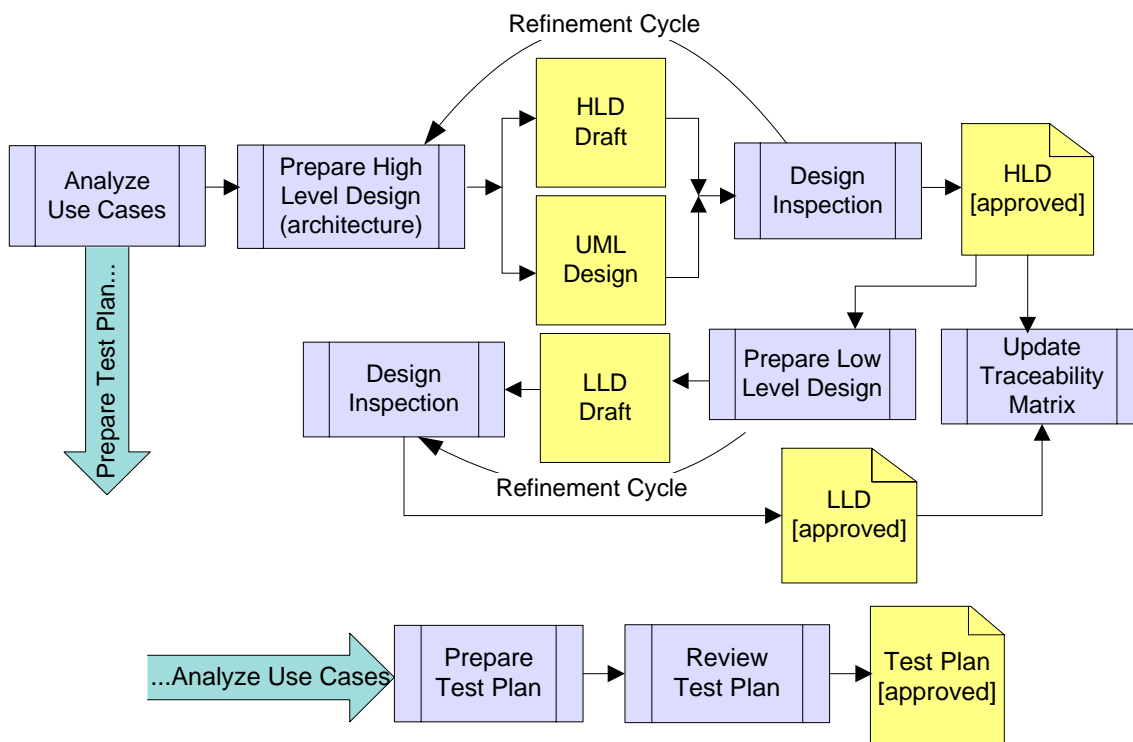 Refinement Cycle
HLD
Draft
Analyze
Use Cases
Prepare High
Level Design
(architecture)
Design
Inspection
HLD
[approved]
UML
Design
Prepare Test Plan...
Design
Inspection
LLD
Draft
Prepare Low
Level Design
Update
Traceability
Matrix
Refinement Cycle
LLD
[approved]
...Analyze Use Cases
Prepare
Test Plan
Review
Test Plan
Test Plan
[approved]